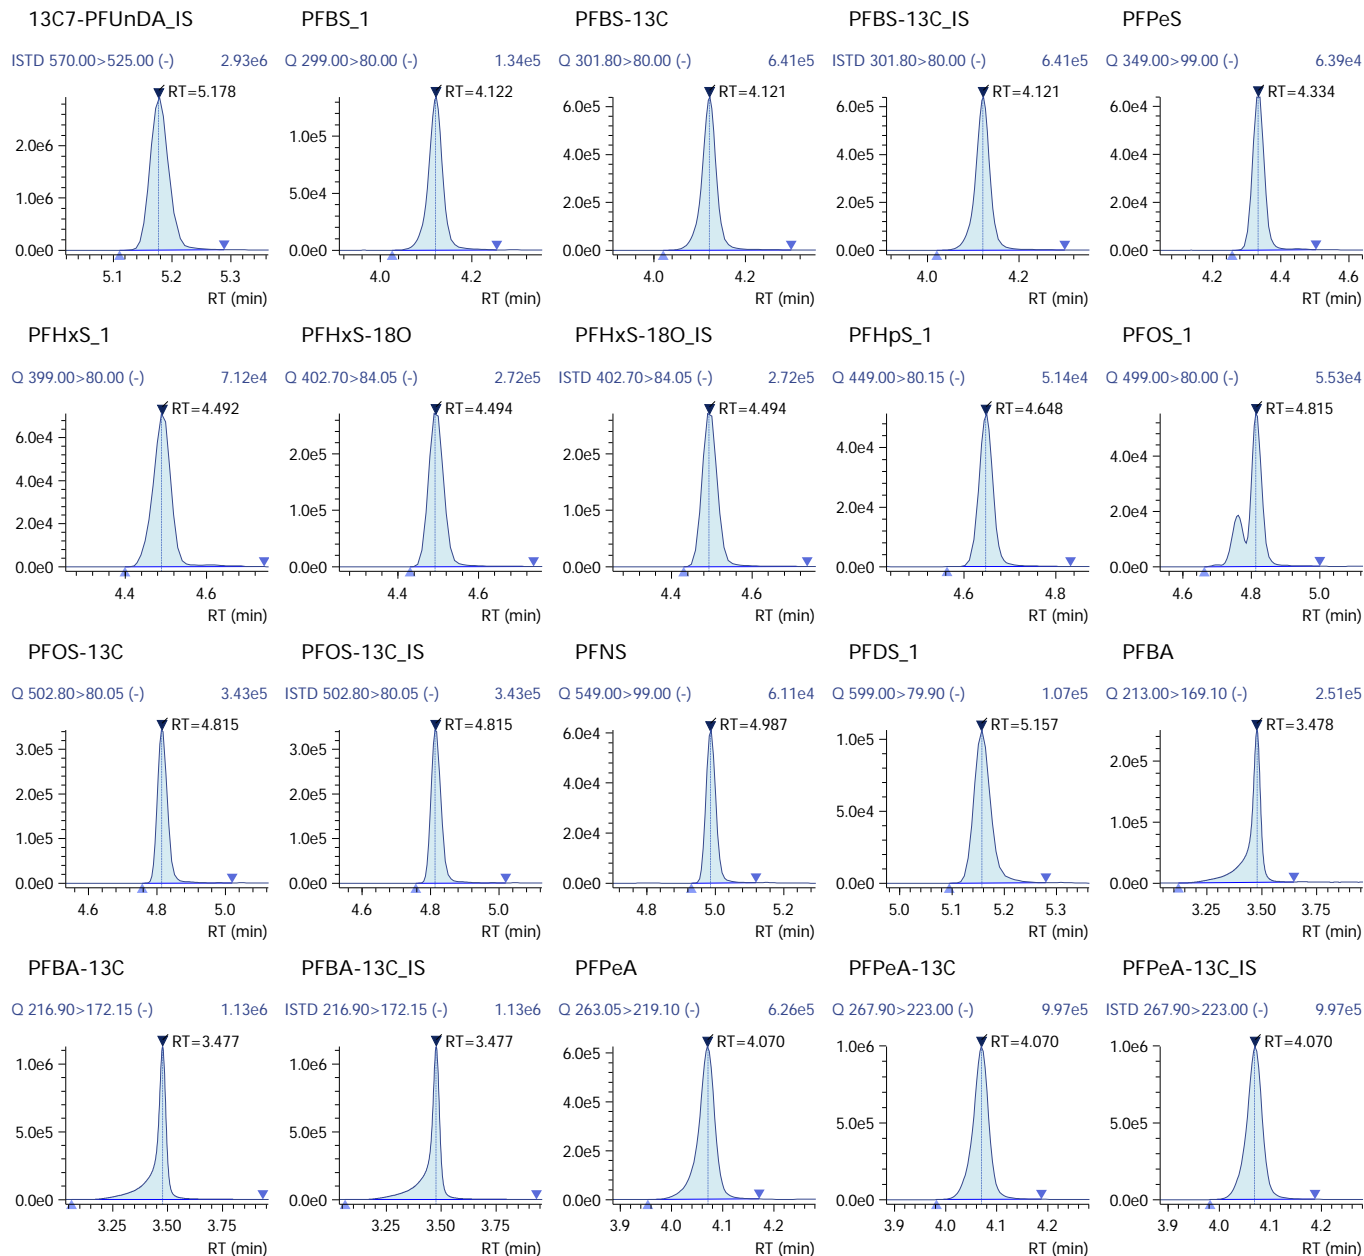 13C7-PFUnDA_IS
ISTD 570.00>525.00 (-) 2.93e6
RT=5.178
2.0e6
1.0e6
0.0e0
5.1 5.2 5.3
RT (min)
PFBS_1
Q 299.00>80.00 (-) 1.34e5
RT=4.122
1.0e5
5.0e4
0.0e0
4.0 4.2
RT (min)
PFBS-13C
Q 301.80>80.00 (-) 6.41e5
RT=4.121
6.0e5
4.0e5
2.0e5
0.0e0
4.0 4.2
RT (min)
PFBS-13C_IS
ISTD 301.80>80.00 (-) 6.41e5
RT=4.121
6.0e5
4.0e5
2.0e5
0.0e0
4.0 4.2
RT (min)
PFPeS
Q 349.00>99.00 (-) 6.39e4
RT=4.334
6.0e4
4.0e4
2.0e4
0.0e0
4.2 4.4 4.6
RT (min)
PFHxS_1
Q 399.00>80.00 (-) 7.12e4
RT=4.492
6.0e4
4.0e4
2.0e4
0.0e0
4.4 4.6
RT (min)
PFHxS-18O
Q 402.70>84.05 (-) 2.72e5
RT=4.494
2.0e5
1.0e5
0.0e0
4.4 4.6
RT (min)
PFHxS-18O_IS
ISTD 402.70>84.05 (-) 2.72e5
RT=4.494
2.0e5
1.0e5
0.0e0
4.4 4.6
RT (min)
PFHpS_1
Q 449.00>80.15 (-) 5.14e4
RT=4.648
4.0e4
2.0e4
0.0e0
4.6 4.8
RT (min)
PFOS_1
Q 499.00>80.00 (-) 5.53e4
RT=4.815
4.0e4
2.0e4
0.0e0
4.6 4.8 5.0
RT (min)
PFOS-13C
Q 502.80>80.05 (-) 3.43e5
RT=4.815
3.0e5
2.0e5
1.0e5
0.0e0
4.6 4.8 5.0
RT (min)
PFOS-13C_IS
ISTD 502.80>80.05 (-) 3.43e5
RT=4.815
3.0e5
2.0e5
1.0e5
0.0e0
4.6 4.8 5.0
RT (min)
PFNS
Q 549.00>99.00 (-) 6.11e4
RT=4.987
6.0e4
4.0e4
2.0e4
0.0e0
4.8 5.0 5.2
RT (min)
PFDS_1
Q 599.00>79.90 (-) 1.07e5
RT=5.157
1.0e5
5.0e4
0.0e0
5.0 5.1 5.2 5.3
RT (min)
PFBA
Q 213.00>169.10 (-) 2.51e5
RT=3.478
2.0e5
1.0e5
0.0e0
3.25 3.50 3.75
RT (min)
PFBA-13C
Q 216.90>172.15 (-) 1.13e6
RT=3.477
1.0e6
5.0e5
0.0e0
3.25 3.50 3.75
RT (min)
PFBA-13C_IS
ISTD 216.90>172.15 (-) 1.13e6
RT=3.477
1.0e6
5.0e5
0.0e0
3.25 3.50 3.75
RT (min)
PFPeA
Q 263.05>219.10 (-) 6.26e5
RT=4.070
6.0e5
4.0e5
2.0e5
0.0e0
3.9 4.0 4.1 4.2
RT (min)
PFPeA-13C
Q 267.90>223.00 (-) 9.97e5
RT=4.070
1.0e6
5.0e5
0.0e0
3.9 4.0 4.1 4.2
RT (min)
PFPeA-13C_IS
ISTD 267.90>223.00 (-) 9.97e5
RT=4.070
1.0e6
5.0e5
0.0e0
3.9 4.0 4.1 4.2
RT (min)